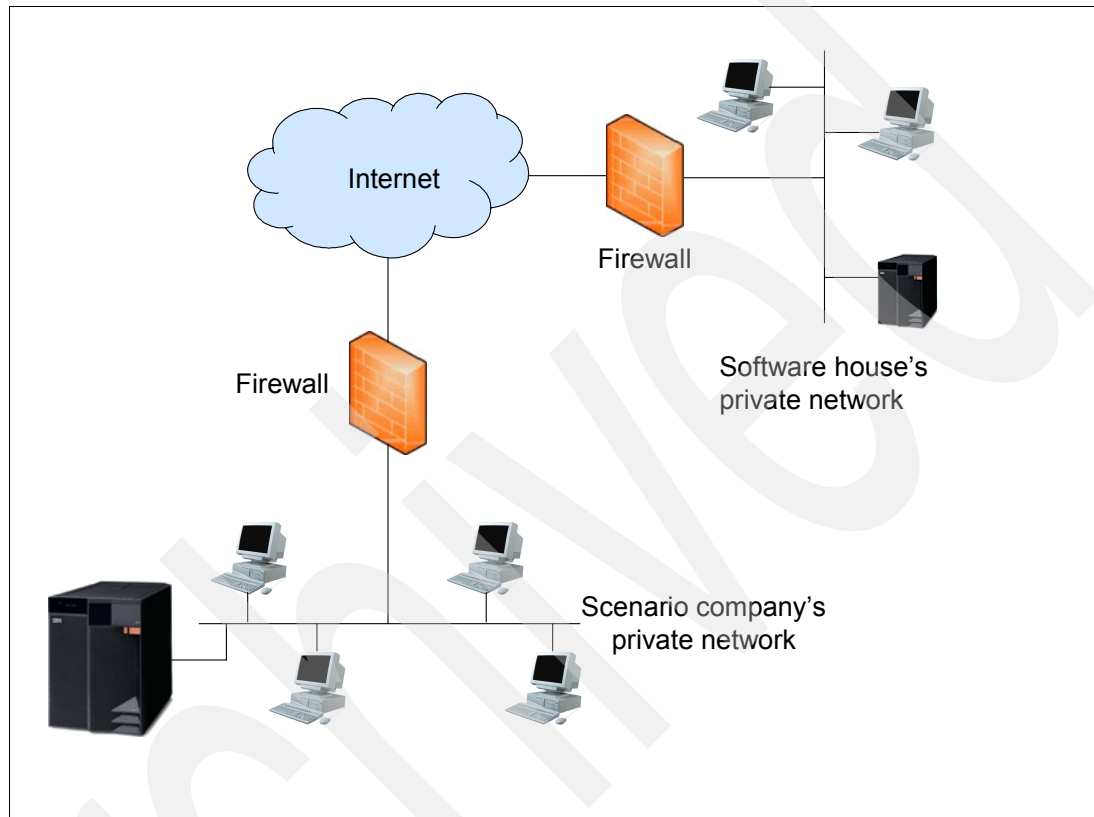 Internet
Firewall
Software house's
private network
Firewall
Scenario company's
private network